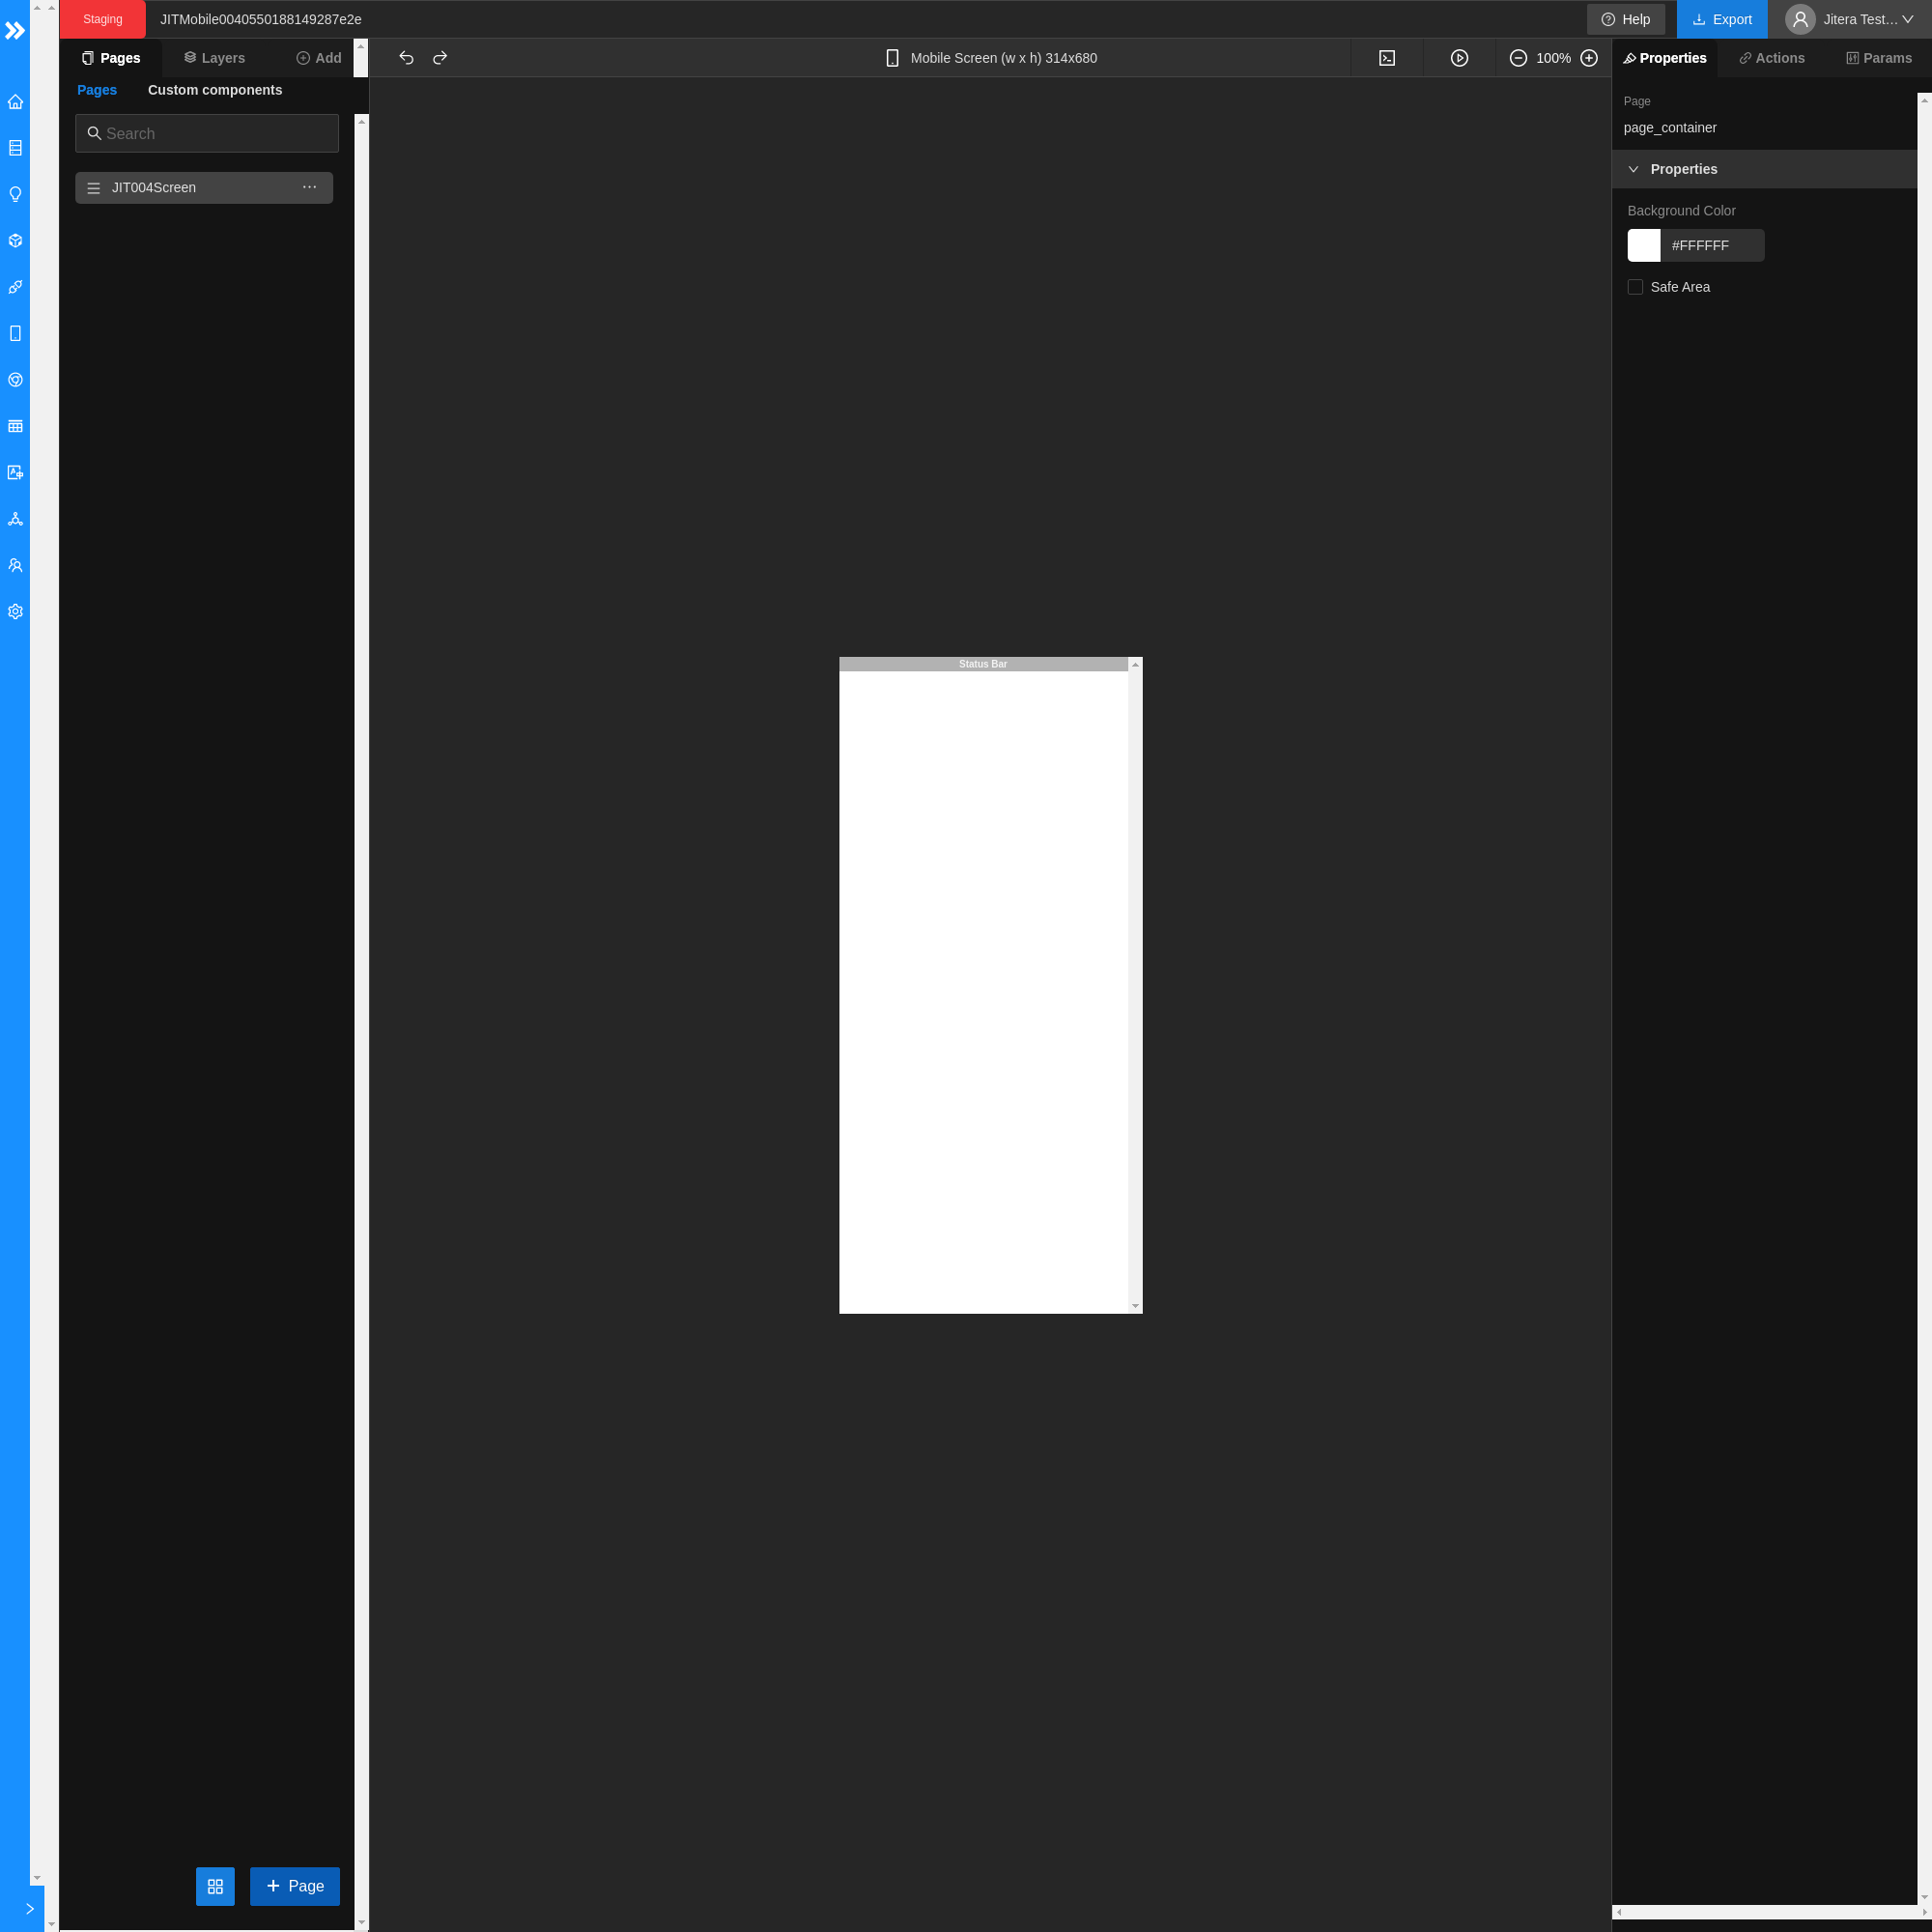 Staging
JITMobile0040550188149287e2e
Help
Export
Jitera Test...
Pages
Layers
Add
Mobile Screen (w x h) 314x680
100%
Properties
Actions
Params
Pages
Custom components
Search
JIT004Screen
Page
page_container
Properties
Background Color
#FFFFFF
Safe Area
Status Bar
Page